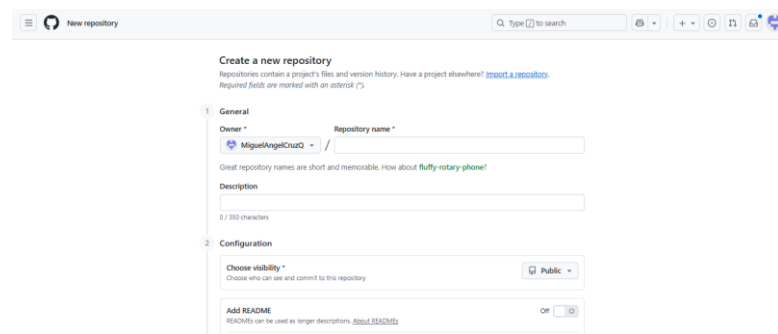 New repository
Type / to search
Create a new repository
Repositories contain a project's files and version history. Have a project elsewhere? Import a repository.
Required fields are marked with an asterisk (*).
1 General
Owner * Repository name *
MiguelAngelCruzQ /
Great repository names are short and memorable. How about fluffy-rotary-phone?
Description
0 / 350 characters
2 Configuration
Choose visibility * Public
Choose who can see and commit to this repository
Add README Off
READMEs can be used as longer descriptions. About READMEs